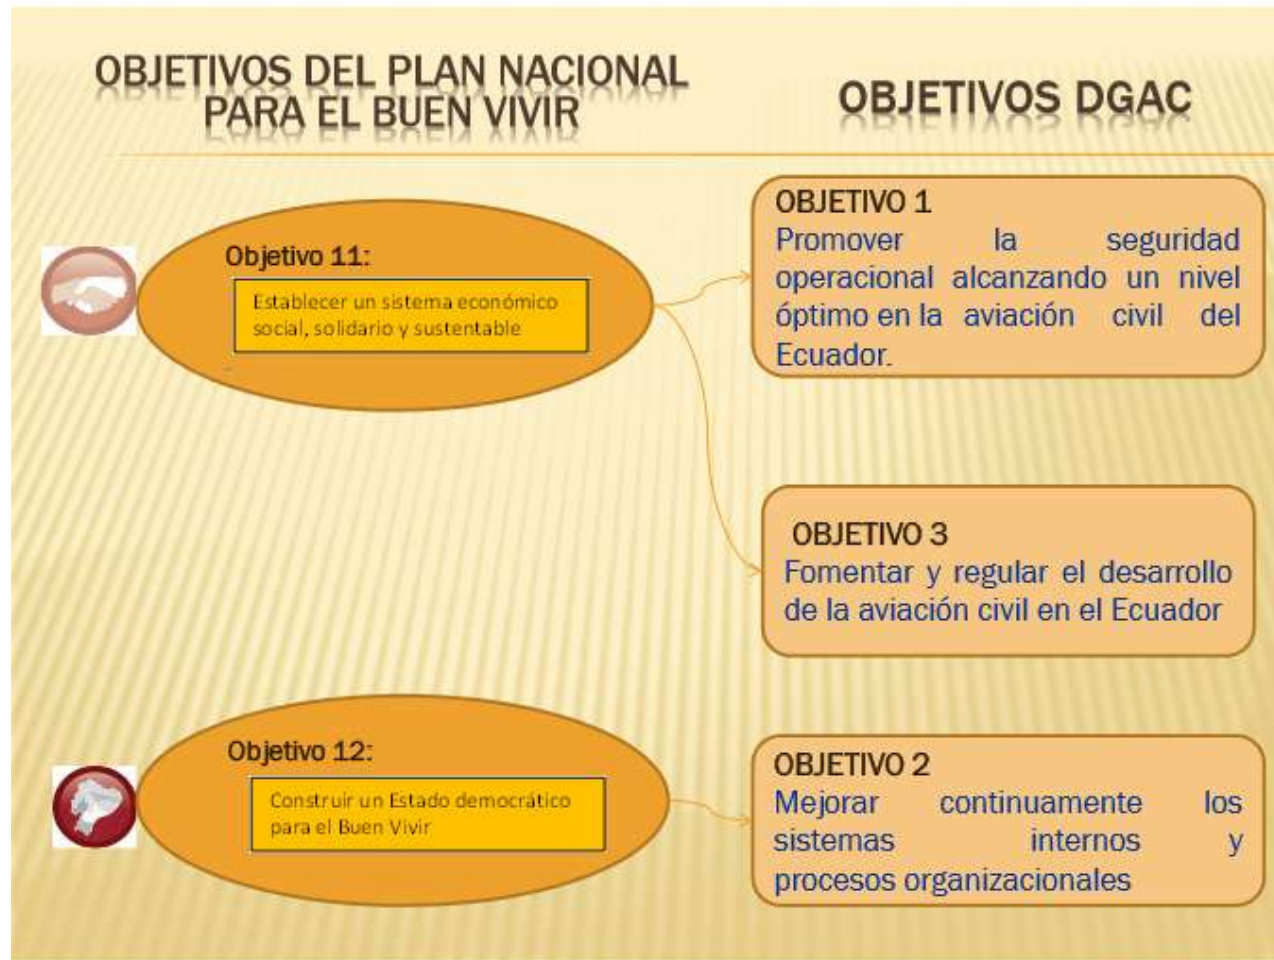 OBJETIVOS DEL PLAN NACIONAL
PARA EL BUEN VIVIR
OBJETIVOS DGAC
Objetivo 11:
Establecer un sistema económico
social, solidario y sustentable
OBJETIVO 1
Promover la seguridad
operacional alcanzando un nivel
óptimo en la aviación civil del
Ecuador.
OBJETIVO 3
Fomentar y regular el desarrollo
de la aviación civil en el Ecuador
Objetivo 12:
Construir un Estado democrático
para el Buen Vivir
OBJETIVO 2
Mejorar continuamente los
sistemas internos y
procesos organizacionales